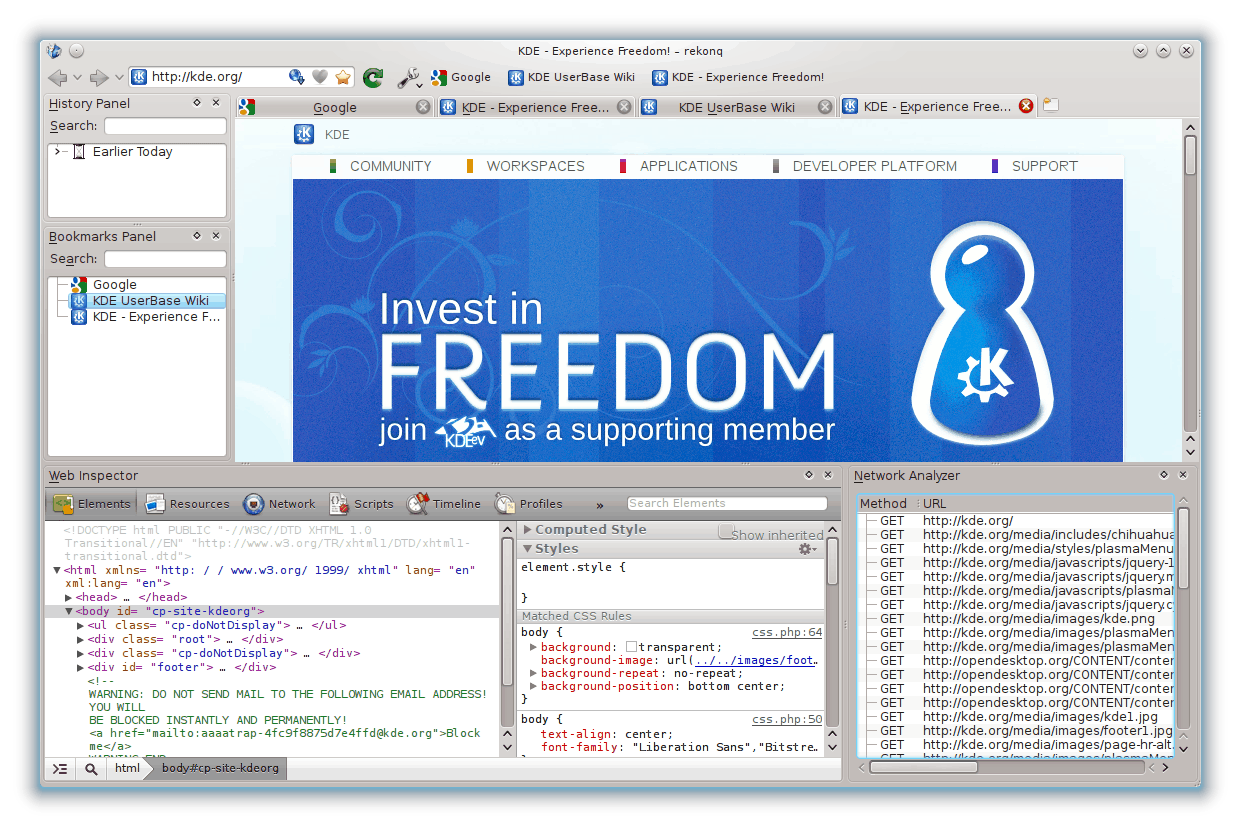 KDE - Experience Freedom! – rekonq
http://kde.org/
Google
KDE UserBase Wiki
KDE - Experience Freedom!
History Panel
Search:
Earlier Today
Bookmarks Panel
Search:
Google
KDE UserBase Wiki
KDE - Experience F...
Google
KDE - Experience Free...
KDE UserBase Wiki
KDE - Experience Free...
KDE
COMMUNITY
WORKSPACES
APPLICATIONS
DEVELOPER PLATFORM
SUPPORT
Invest in
FREEDOM
join KDEeV as a supporting member
Web Inspector
Elements
Resources
Network
Scripts
Timeline
Profiles
»
Search Elements
<!DOCTYPE html PUBLIC "-//W3C//DTD XHTML 1.0
Transitional//EN" "http://www.w3.org/TR/xhtml1/DTD/xhtml1-
transitional.dtd">
<html xmlns= "http: / / www.w3.org/ 1999/ xhtml" lang= "en"
xml:lang= "en">
<head> … </head>
<body id= "cp-site-kdeorg">
<ul class= "cp-doNotDisplay"> … </ul>
<div class= "root"> … </div>
<div class= "cp-doNotDisplay"> … </div>
<div id= "footer"> … </div>
<!--
WARNING: DO NOT SEND MAIL TO THE FOLLOWING EMAIL ADDRESS!
YOU WILL
BE BLOCKED INSTANTLY AND PERMANENTLY!
<a href="mailto:aaaatrap-4fc9f8875d7e4ffd@kde.org">Block
me</a>
WARNING END
html
body#cp-site-kdeorg
Computed Style
Show inherited
Styles
element.style {
}
Matched CSS Rules
body {
css.php:64
background: transparent;
background-image: url(../../images/foot…
background-repeat: no-repeat;
background-position: bottom center;
}
body {
css.php:50
text-align: center;
font-family: "Liberation Sans","Bitstre…
Network Analyzer
Method URL
GET http://kde.org/
GET http://kde.org/media/includes/chihuahua
GET http://kde.org/media/styles/plasmaMenu
GET http://kde.org/media/javascripts/jquery-1
GET http://kde.org/media/javascripts/jquery.m
GET http://kde.org/media/javascripts/plasmaM
GET http://kde.org/media/javascripts/jquery.cy
GET http://kde.org/media/images/kde.png
GET http://kde.org/media/images/plasmaMen
GET http://kde.org/media/images/plasmaMen
GET http://opendesktop.org/CONTENT/conter
GET http://opendesktop.org/CONTENT/conter
GET http://opendesktop.org/CONTENT/conter
GET http://opendesktop.org/CONTENT/conter
GET http://kde.org/media/images/kde1.jpg
GET http://kde.org/media/images/footer1.jpg
GET http://kde.org/media/images/page-hr-alt.
GET http://kde.org/media/images/plasmaMen